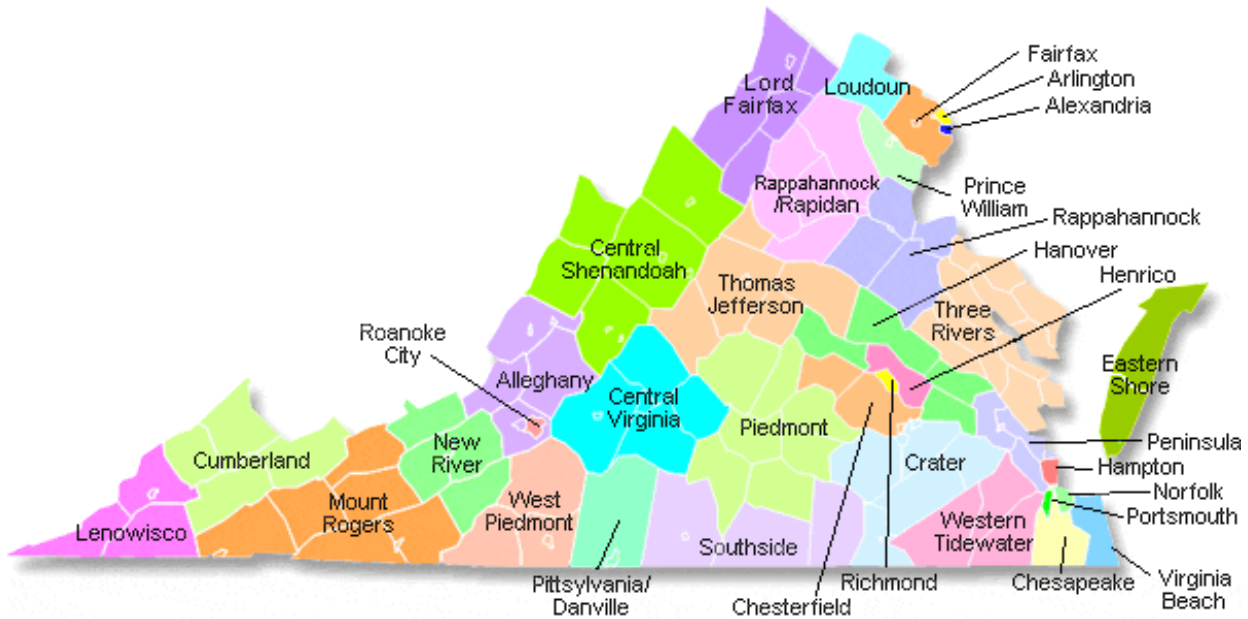 Fairfax
Arlington
Alexandria
Lord
Fairfax
Loudoun
Rappahannock
/Rapidan
Prince
William
Rappahannock
Hanover
Henrico
Central
Shenandoah
Thomas
Jefferson
Three
Rivers
Roanoke
City
Alleghany
Eastern
Shore
Central
Virginia
Piedmont
Peninsula
Cumberland
New
River
Crater
Hampton
Norfolk
Portsmouth
Mount
Rogers
West
Piedmont
Lenowisco
Southside
Western
Tidewater
Pittsylvania/
Danville
Chesterfield
Richmond
Chesapeake
Virginia
Beach